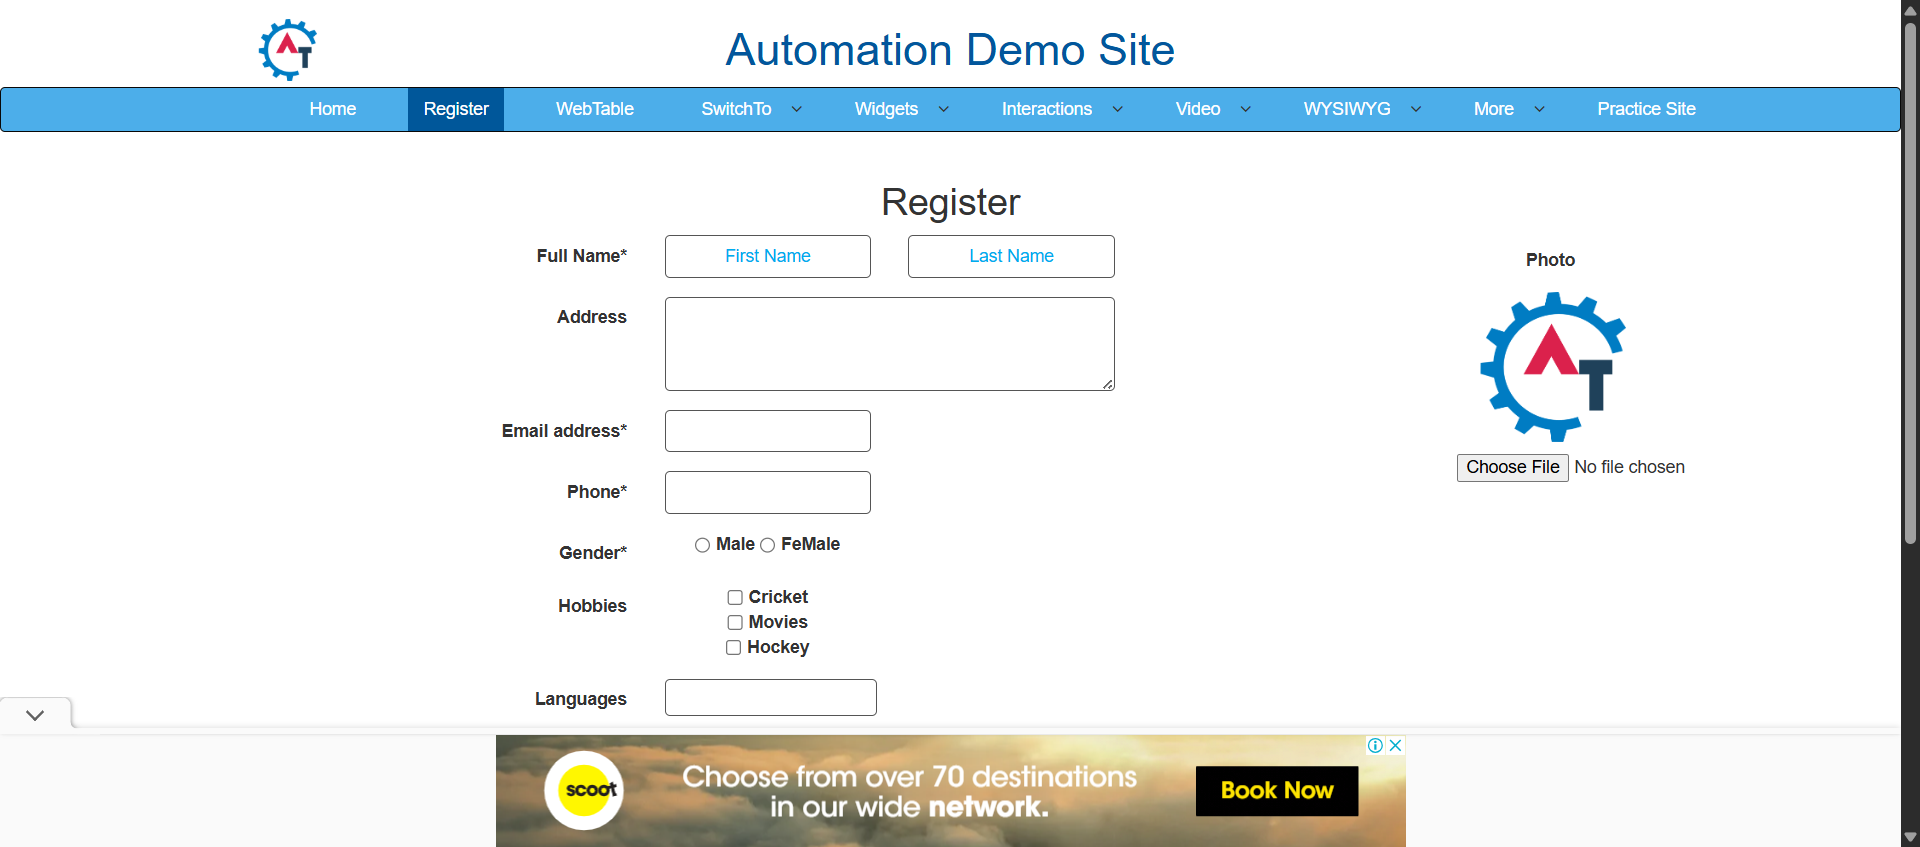 AT
Automation Demo Site
Home Register WebTable SwitchTo Widgets Interactions Video WYSIWYG More Practice Site
Register
Full Name* First Name Last Name
Photo
Address
AT
Email address*
Choose File No file chosen
Phone*
Gender* Male FeMale
Hobbies
Cricket
Movies
Hockey
Languages
scoot
Choose from over 70 destinations
in our wide network.
Book Now